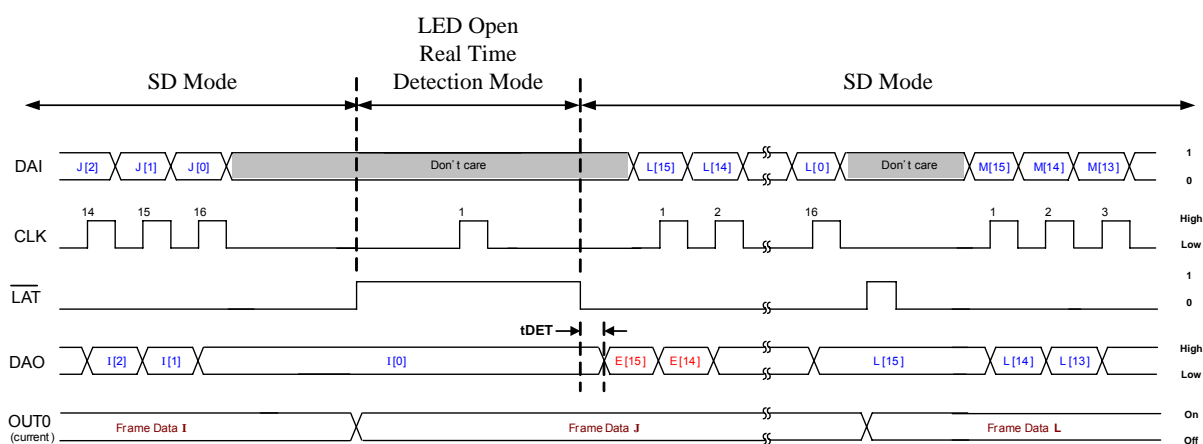 LED Open
Real Time
Detection Mode
SD Mode
SD Mode
DAI
J [2]
J [1]
J [0]
Don't care
L[15]
L[14]
L[0]
Don't care
M[15]
M[14]
M[13]
1
0
CLK
14
15
16
1
1
2
16
1
2
3
High
Low
LAT
1
0
tDET
DAO
I [2]
I [1]
I [0]
E [15]
E [14]
L [15]
L [14]
L [13]
High
Low
OUT0
(current)
Frame Data I
Frame Data J
Frame Data L
On
Off